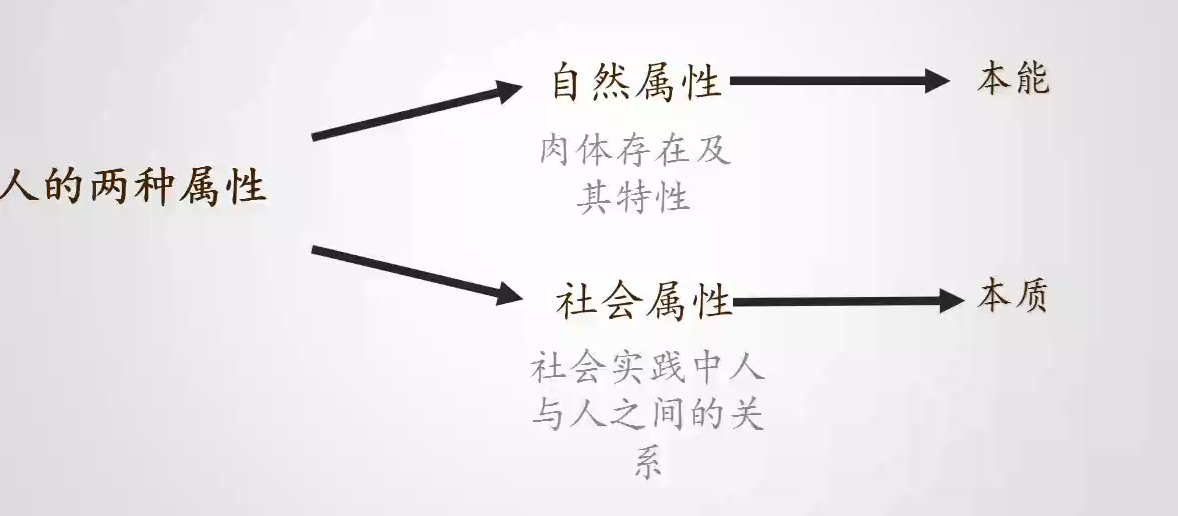 人的两种属性
自然属性
本能
肉体存在及
其特性
社会属性
本质
社会实践中人
与人之间的关
系